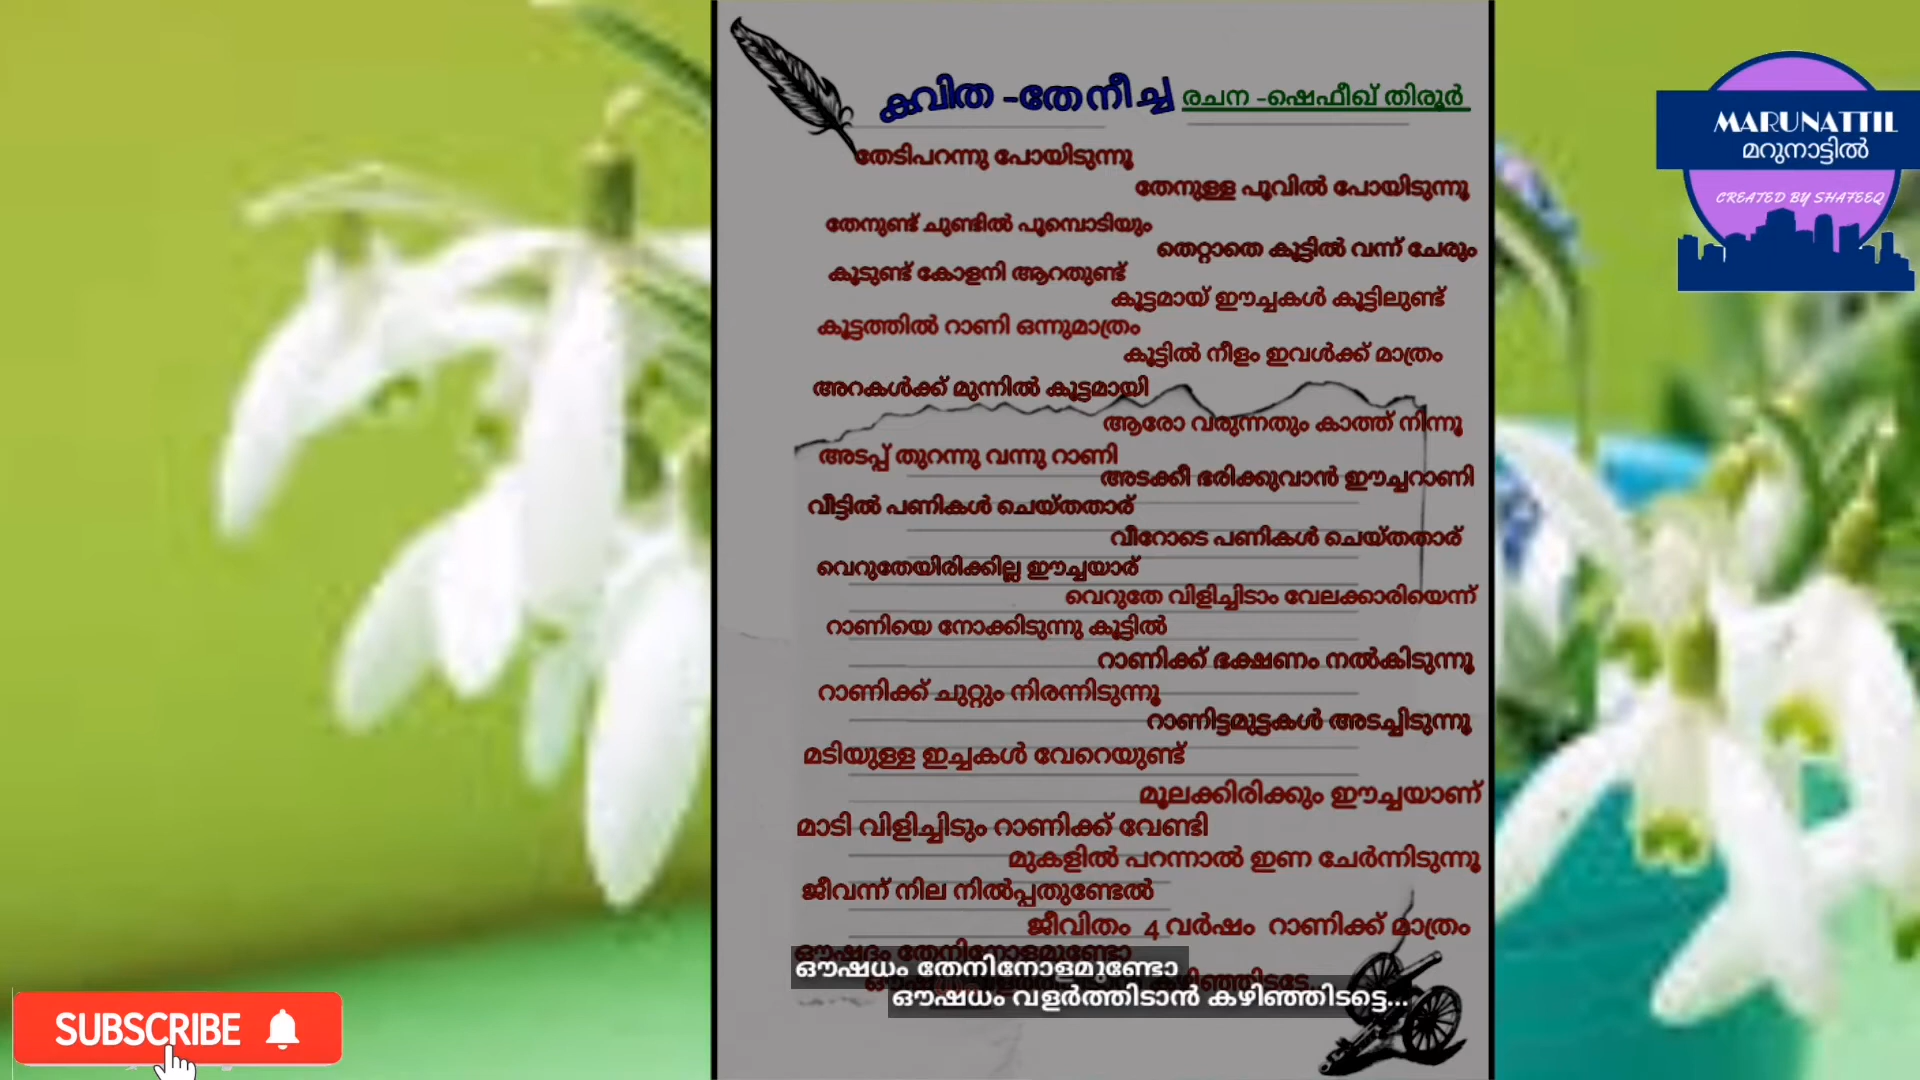 കവിത -തേനീച്ച രചന -ഷെഫീഖ് തിരൂർ
തേടിപറന്നു പോയിടുന്നൂ
തേനുള്ള പൂവിൽ പോയിടുന്നൂ
തേനുണ്ട് ചുണ്ടിൽ പൂമ്പൊടിയും
തെറ്റാതെ കൂട്ടിൽ വന്ന് ചേരും
കൂടുണ്ട് കോളനി ആറതുണ്ട്
കൂട്ടമായ് ഈച്ചകൾ കൂട്ടിലുണ്ട്
കൂട്ടത്തിൽ റാണി ഒന്നുമാത്രം
കൂട്ടിൽ നീളം ഇവൾക്ക് മാത്രം
അറകൾക്ക് മുന്നിൽ കൂട്ടമായി
ആരോ വരുന്നതും കാത്ത് നിന്നൂ
അടപ്പ് തുറന്നു വന്നു റാണി
അടക്കീ ഭരിക്കുവാൻ ഈച്ചറാണി
വീട്ടിൽ പണികൾ ചെയ്തതാര്
വീറോടെ പണികൾ ചെയ്തതാര്
വെറുതേയിരിക്കില്ല ഈച്ചയാര്
വെറുതേ വിളിച്ചിടാം വേലക്കാരിയെന്ന്
റാണിയെ നോക്കിടുന്നു കൂട്ടിൽ
റാണിക്ക് ഭക്ഷണം നൽകിടുന്നൂ
റാണിക്ക് ചുറ്റും നിരന്നിടുന്നൂ
റാണിട്ടമുട്ടകൾ അടച്ചിടുന്നൂ
മടിയുള്ള ഇച്ചകൾ വേറെയുണ്ട്
മൂലക്കിരിക്കും ഈച്ചയാണ്
മാടി വിളിച്ചിടും റാണിക്ക് വേണ്ടി
മുകളിൽ പറന്നാൽ ഇണ ചേർന്നിടുന്നൂ
ജീവന്ന് നില നിൽപ്പതുണ്ടേൽ
ജീവിതം 4 വർഷം റാണിക്ക് മാത്രം
ഔഷധം തേനിനോളമുണ്ടോ
ഔഷധം വളർത്തിടാൻ കഴിഞ്ഞിടട്ടെ...
MARUNATTIL
മറുനാട്ടിൽ
CREATED BY SHAFEEQ
SUBSCRIBE